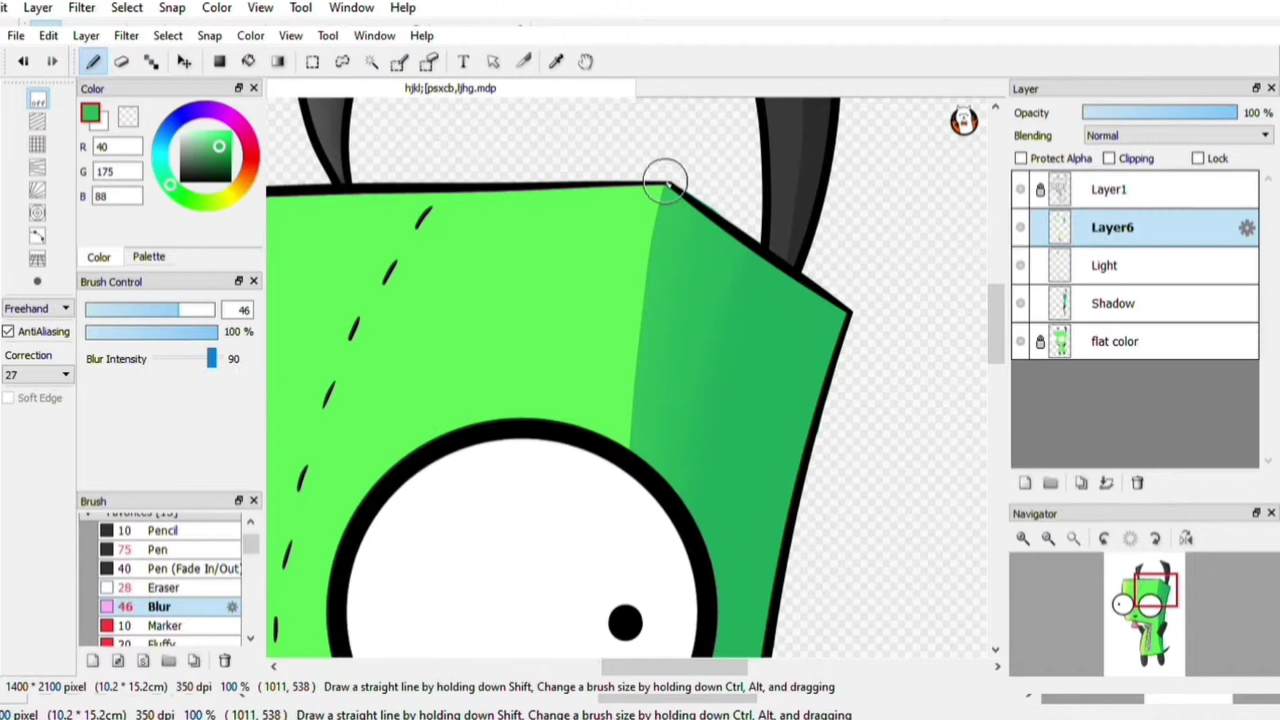 it Layer Filter Select Snap Color View Tool Window Help
File Edit Layer Filter Select Snap Color View Tool Window Help
Color
hjkl;[psxcb,ljhg.mdp
Layer
R 40
G 175
B 88
Opacity 100 %
Blending Normal
Protect Alpha Clipping Lock
off
Layer1
Layer6
Light
Shadow
flat color
Color Palette
Brush Control
46
100 %
Blur Intensity 90
Freehand
AntiAliasing
Correction
27
Soft Edge
Brush
10 Pencil
75 Pen
40 Pen (Fade In/Out)
28 Eraser
46 Blur
10 Marker
Navigator
1400 * 2100 pixel (10.2 * 15.2cm) 350 dpi 100 % ( 1011, 538 ) Draw a straight line by holding down Shift, Change a brush size by holding down Ctrl, Alt, and dragging
00 pixel (10.2 * 15.2cm) 350 dpi 100 % ( 1011, 538 ) Draw a straight line by holding down Shift, Change a brush size by holding down Ctrl, Alt, and dragging